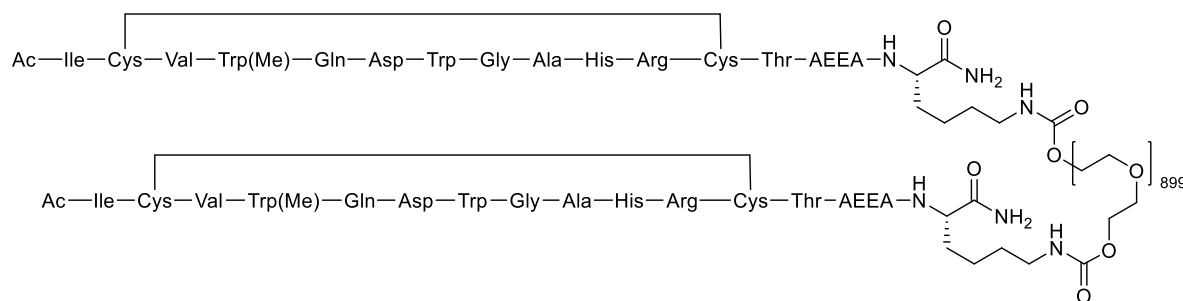 Ac—Ile—Cys—Val—Trp(Me)—Gln—Asp—Trp—Gly—Ala—His—Arg—Cys—Thr—AEEA—N
H
O
NH2
H
N
O
O
O
899
Ac—Ile—Cys—Val—Trp(Me)—Gln—Asp—Trp—Gly—Ala—His—Arg—Cys—Thr—AEEA—N
H
O
NH2
H
N
O
O